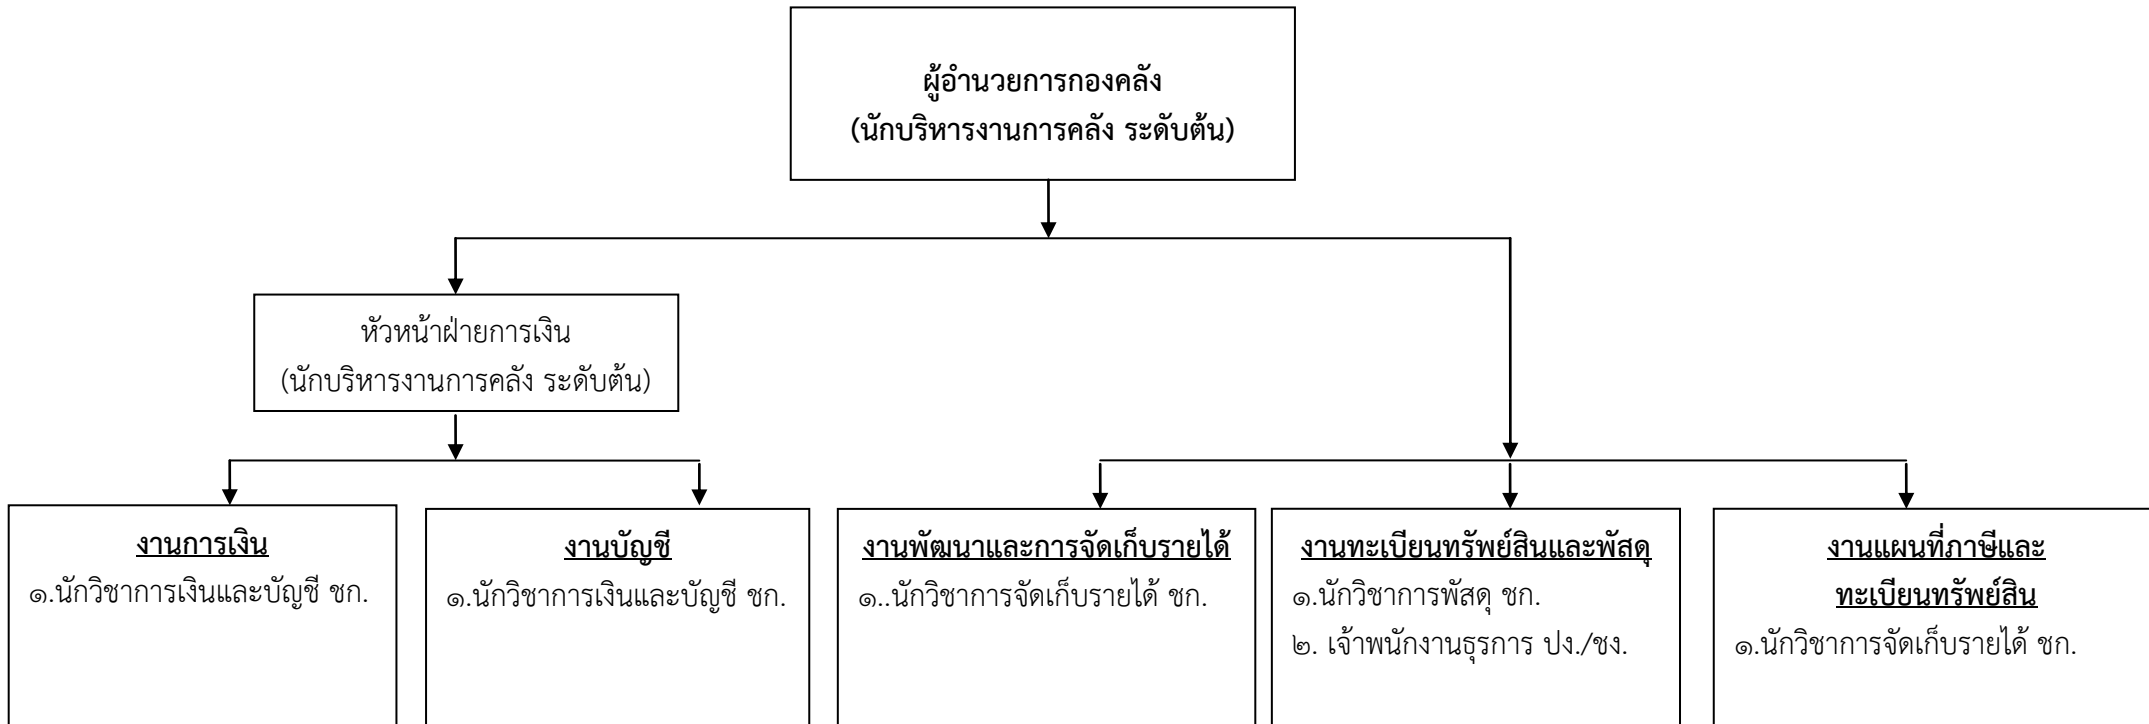 ผู้อำนวยการกองคลัง
(นักบริหารงานการคลัง ระดับต้น)
หัวหน้าฝ่ายการเงิน
(นักบริหารงานการคลัง ระดับต้น)
งานการเงิน
๑.นักวิชาการเงินและบัญชี ชก.
งานบัญชี
๑.นักวิชาการเงินและบัญชี ชก.
งานพัฒนาและการจัดเก็บรายได้
๑..นักวิชาการจัดเก็บรายได้ ชก.
งานทะเบียนทรัพย์สินและพัสดุ
๑.นักวิชาการพัสดุ ชก.
๒. เจ้าพนักงานธุรการ ปง./ชง.
งานแผนที่ภาษีและ
ทะเบียนทรัพย์สิน
๑.นักวิชาการจัดเก็บรายได้ ชก.